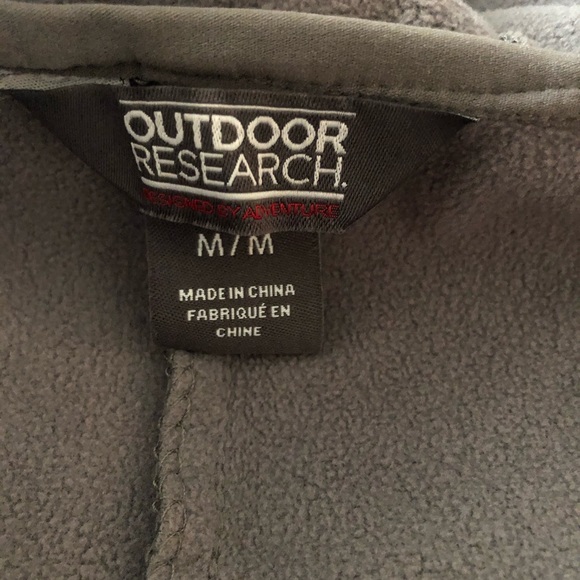 OUTDOOR
RESEARCH.
DESIGNED BY ADVENTURE
M/M
MADE IN CHINA
FABRIQUÉ EN
CHINE